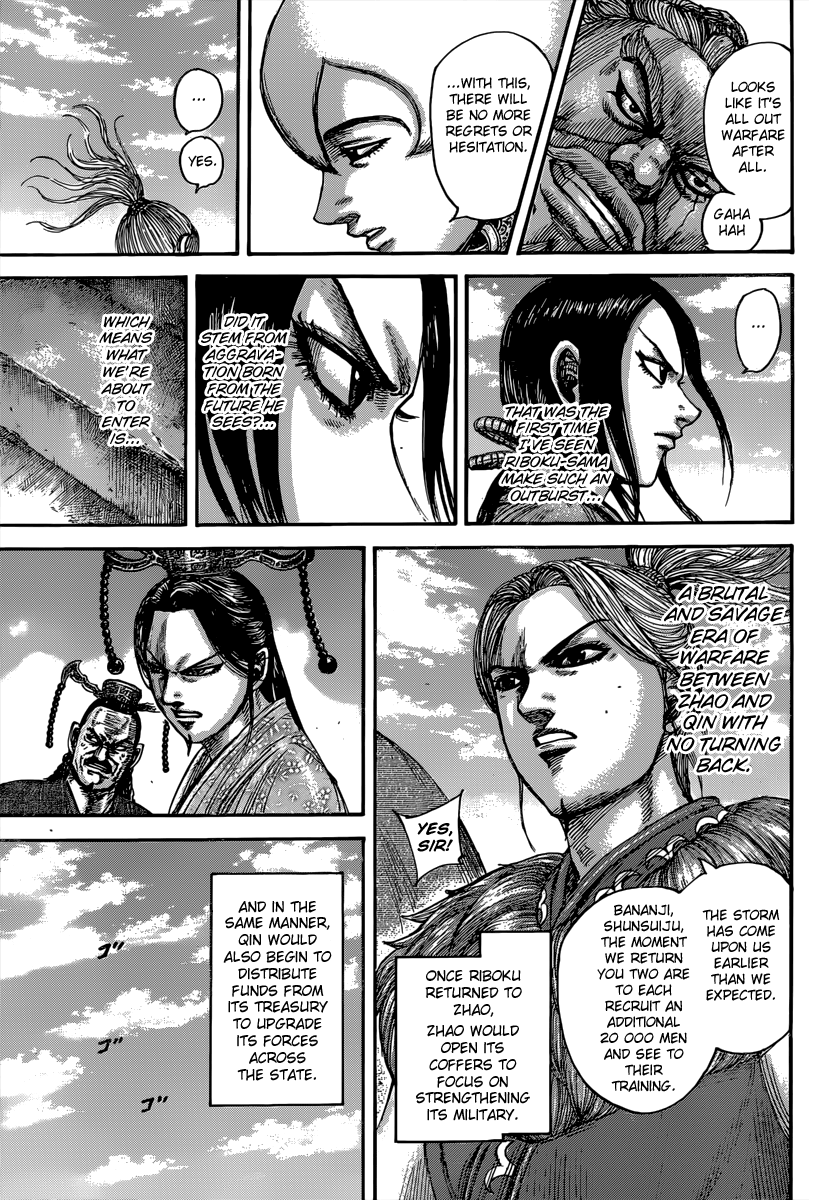 LOOKS
LIKE IT'S
ALL OUT
WARFARE
AFTER
ALL.
GAHA
HAH
...WITH THIS,
THERE WILL
BE NO MORE
REGRETS OR
HESITATION.
...
YES.
...
THAT WAS THE
FIRST TIME
I'VE SEEN
RIBOKU-SAMA
MAKE SUCH AN
OUTBURST...
DID IT
STEM FROM
AGGRAVA-
TION BORN
FROM THE
FUTURE HE
SEES?...
WHICH
MEANS
WHAT
WE'RE
ABOUT
TO
ENTER
IS...
A BRUTAL
AND SAVAGE
ERA OF
WARFARE
BETWEEN
ZHAO AND
QIN WITH
NO TURNING
BACK.
THE STORM
HAS COME
UPON US
EARLIER
THAN WE
EXPECTED.
BANANJI,
SHUNSUIJU,
THE MOMENT
WE RETURN
YOU TWO ARE
TO EACH
RECRUIT AN
ADDITIONAL
20 000 MEN
AND SEE TO
THEIR
TRAINING.
YES,
SIR!
ONCE RIBOKU
RETURNED TO
ZHAO,
ZHAO WOULD
OPEN ITS
COFFERS TO
FOCUS ON
STRENGTHENING
ITS MILITARY.
AND IN THE
SAME MANNER,
QIN WOULD
ALSO BEGIN TO
DISTRIBUTE
FUNDS FROM
ITS TREASURY
TO UPGRADE
ITS FORCES
ACROSS
THE STATE.
ゴ
ゴ
ゴ